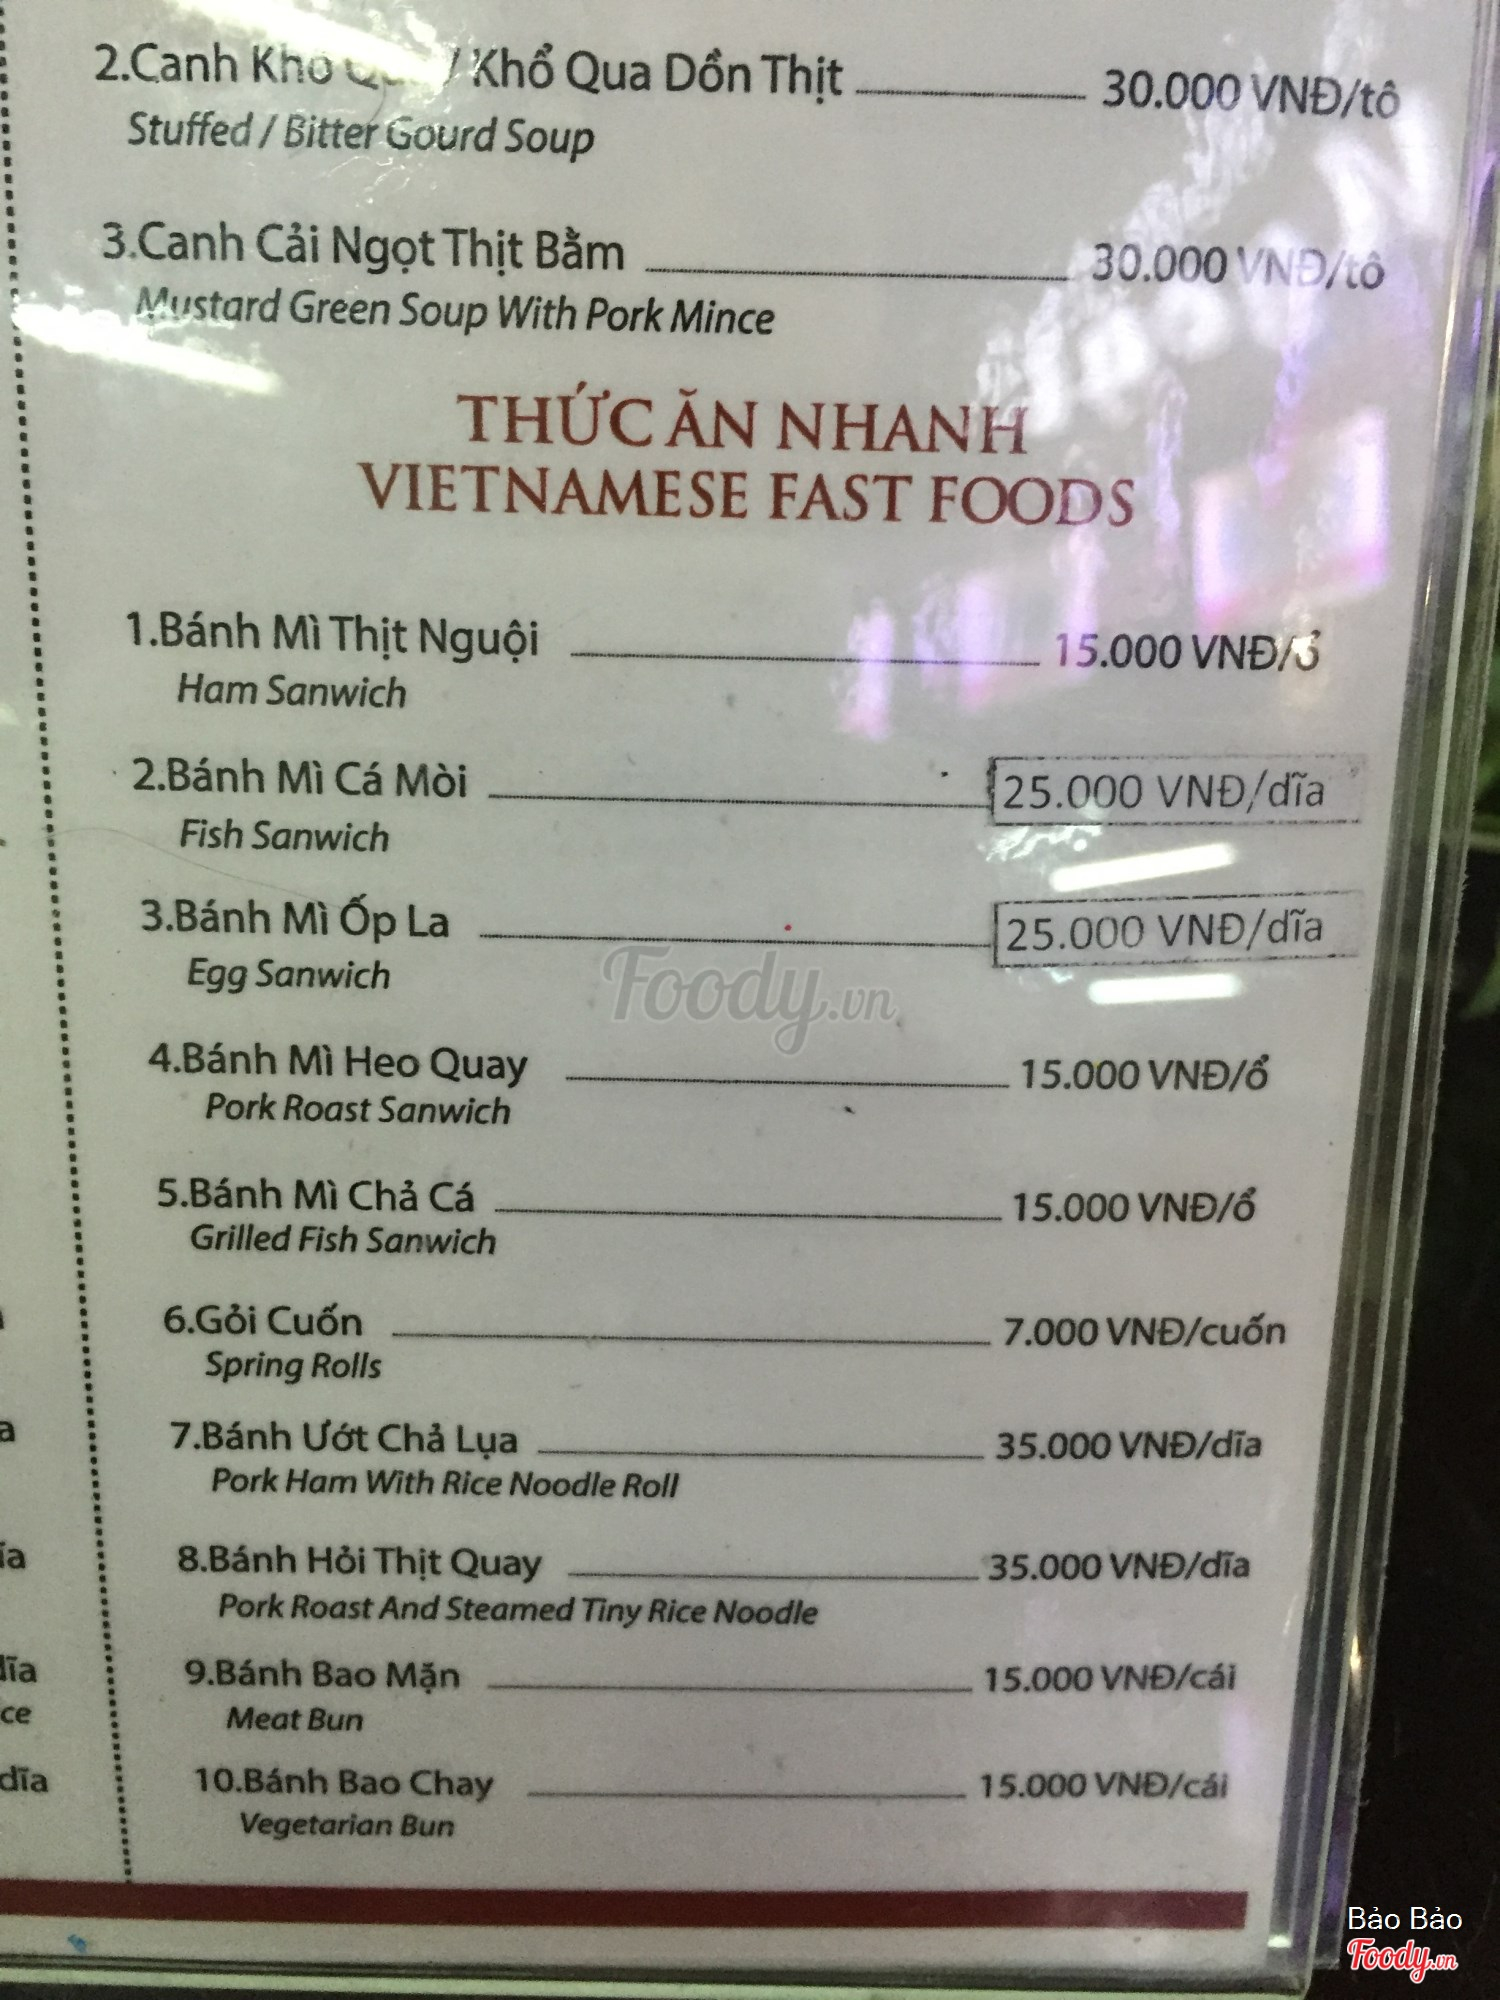 2.Canh Khổ Qua / Khổ Qua Dồn Thịt 30.000 VNĐ/tô
Stuffed / Bitter Gourd Soup
3.Canh Cải Ngọt Thịt Bằm 30.000 VNĐ/tô
Mustard Green Soup With Pork Mince
THỨC ĂN NHANH
VIETNAMESE FAST FOODS
1.Bánh Mì Thịt Nguội 15.000 VNĐ/ổ
Ham Sanwich
2.Bánh Mì Cá Mòi 25.000 VNĐ/dĩa
Fish Sanwich
3.Bánh Mì Ốp La 25.000 VNĐ/dĩa
Egg Sanwich
Foody.vn
4.Bánh Mì Heo Quay 15.000 VNĐ/ổ
Pork Roast Sanwich
5.Bánh Mì Chả Cá 15.000 VNĐ/ổ
Grilled Fish Sanwich
6.Gỏi Cuốn 7.000 VNĐ/cuốn
Spring Rolls
7.Bánh Ướt Chả Lụa 35.000 VNĐ/dĩa
Pork Ham With Rice Noodle Roll
8.Bánh Hỏi Thịt Quay 35.000 VNĐ/dĩa
Pork Roast And Steamed Tiny Rice Noodle
9.Bánh Bao Mặn 15.000 VNĐ/cái
Meat Bun
10.Bánh Bao Chay 15.000 VNĐ/cái
Vegetarian Bun
dĩa
Bảo Bảo
Foody.vn